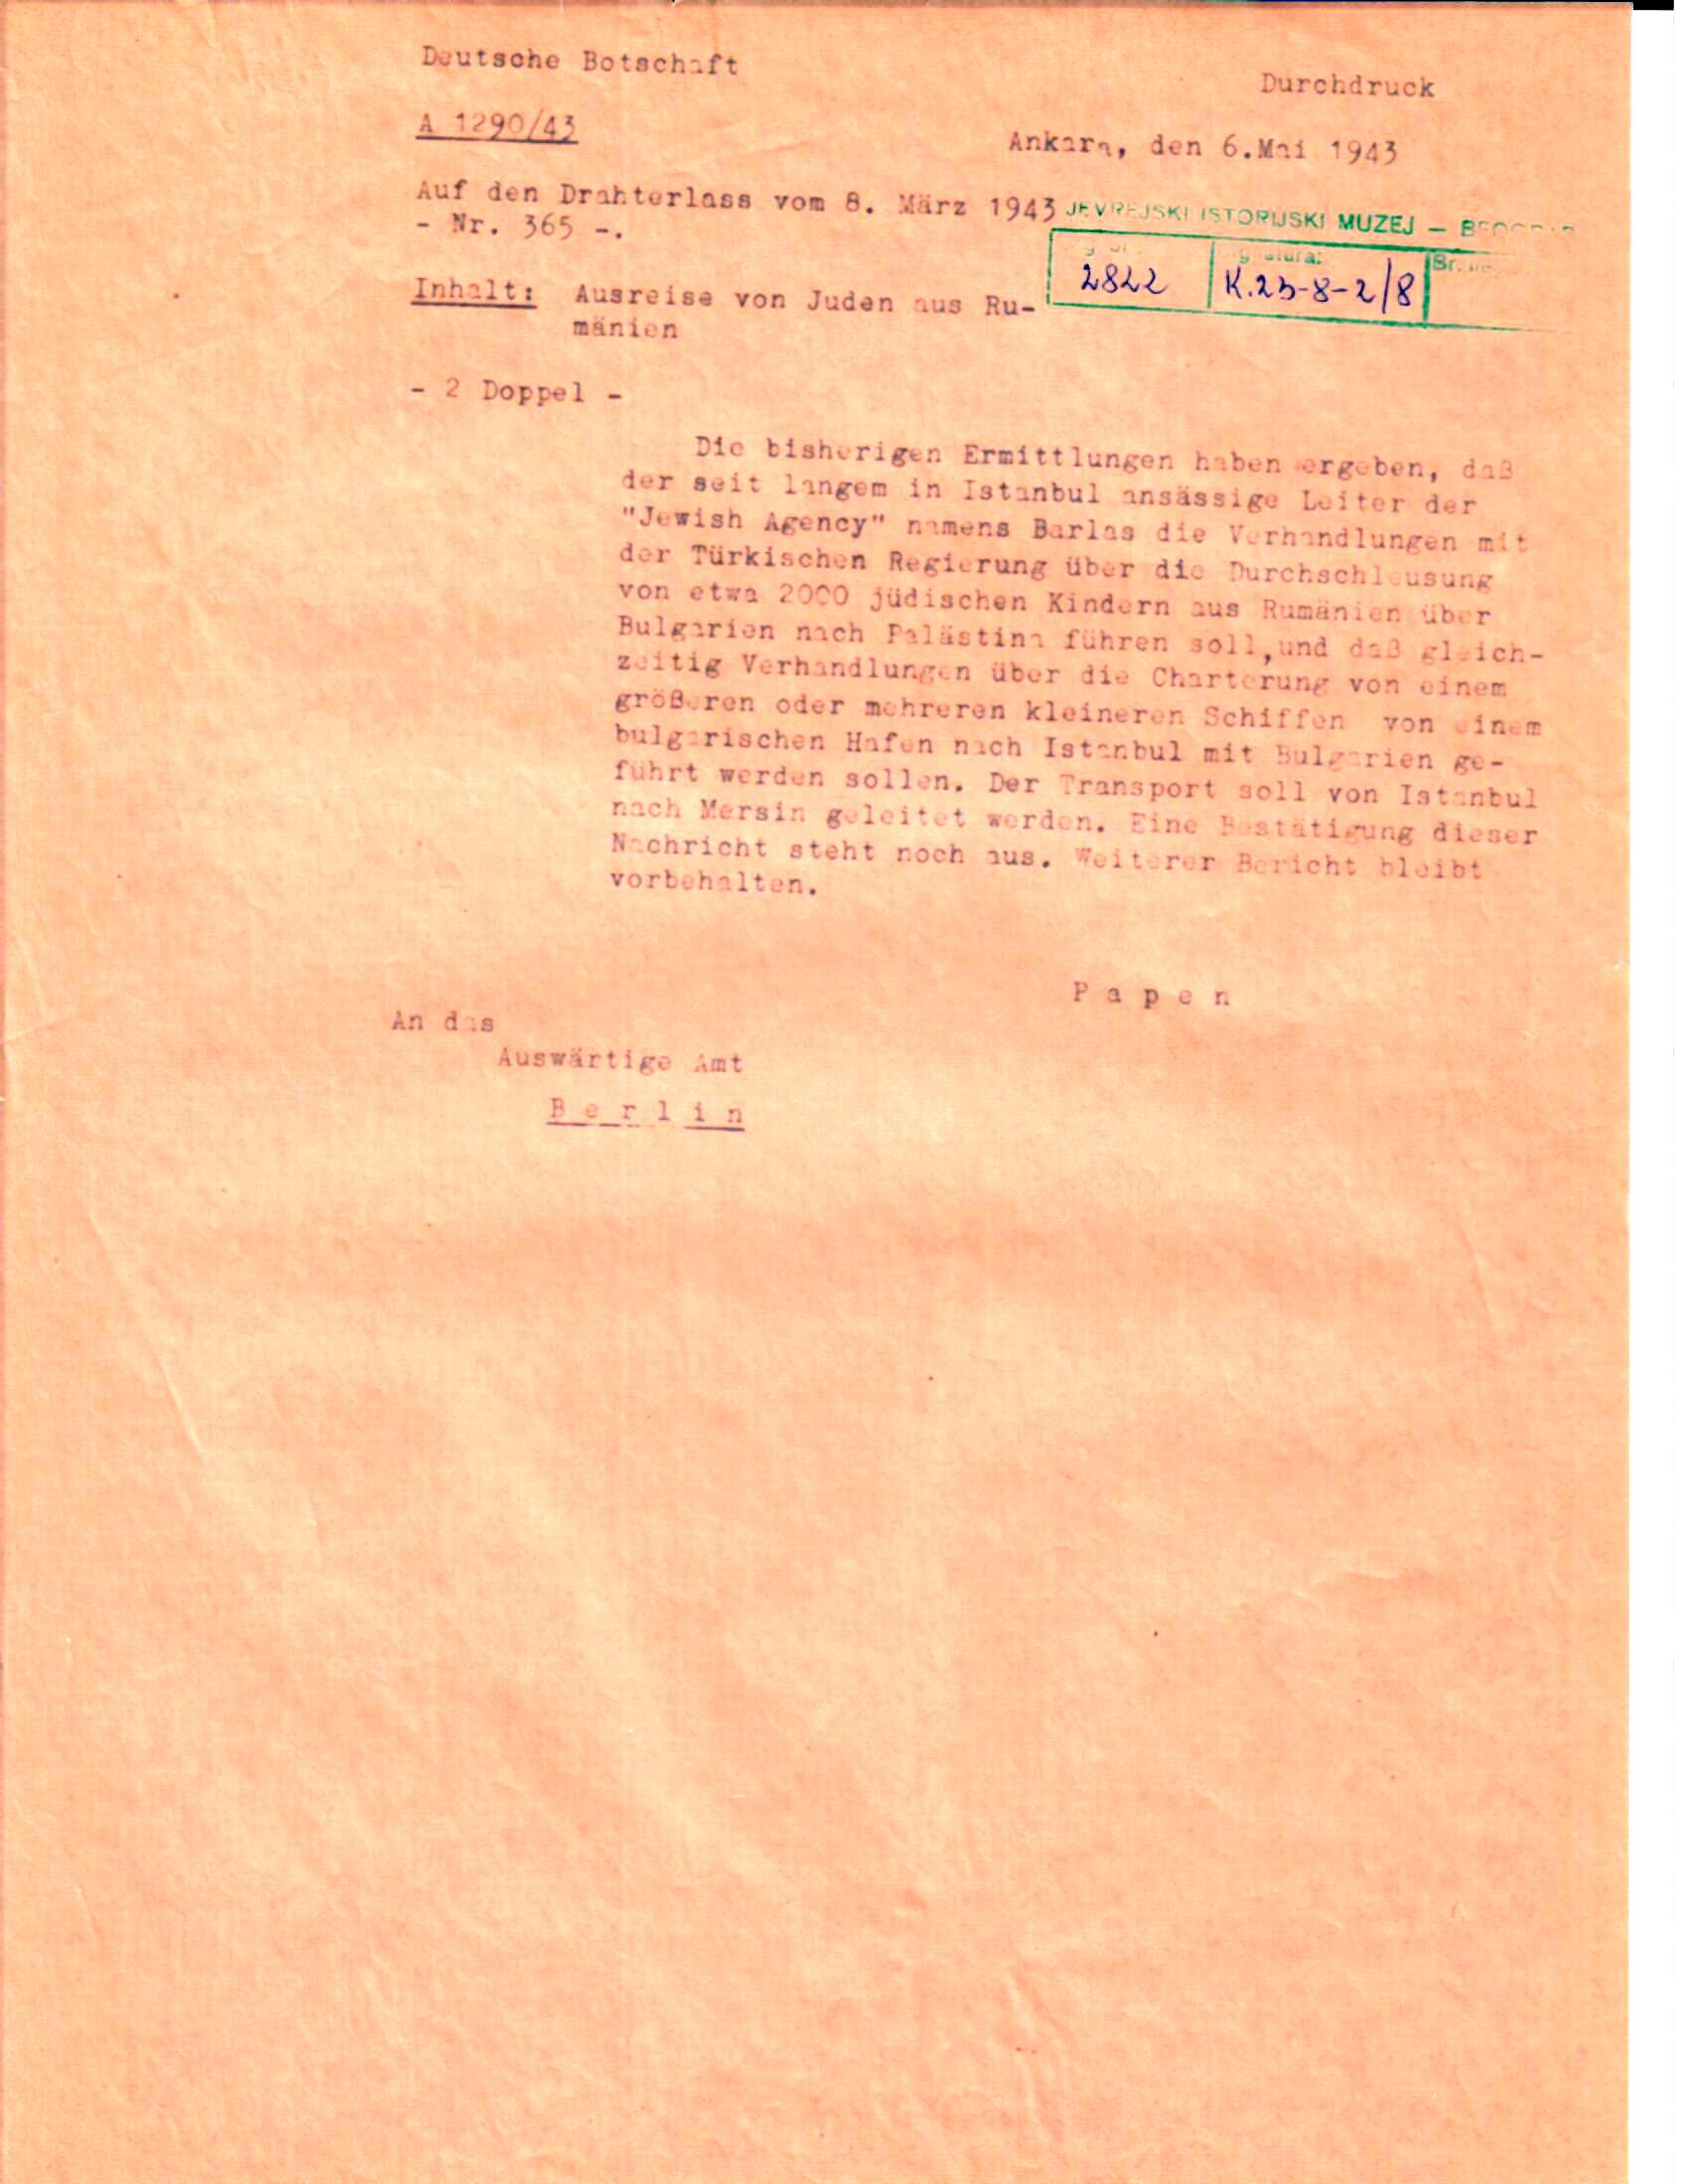 Deutsche Botschaft
Durchdruck
A 1290/43
Ankara, den 6.Mai 1943
Auf den Drahterlass vom 8. März 1943
- Nr. 365 -.
JEVREJSKI ISTORIJSKI MUZEJ -
2822
K.23-8-2/8
Br.
Inhalt: Ausreise von Juden aus Ru-
mänien
- 2 Doppel -
Die bisherigen Ermittlungen haben ergeben, daß
der seit langem in Istanbul ansässige Leiter der
"Jewish Agency" namens Barlas die Verhandlungen mit
der Türkischen Regierung über die Durchschleusung
von etwa 2000 jüdischen Kindern aus Rumänien über
Bulgarien nach Palästina führen soll,und daß gleich-
zeitig Verhandlungen über die Charterung von einem
größeren oder mehreren kleineren Schiffen von einem
bulgarischen Hafen nach Istanbul mit Bulgarien ge-
führt werden sollen. Der Transport soll von Istanbul
nach Mersin geleitet werden. Eine Bestätigung dieser
Nachricht steht noch aus. Weiterer Bericht bleibt
vorbehalten.
P a p e n
An das
Auswärtige Amt
B e r l i n